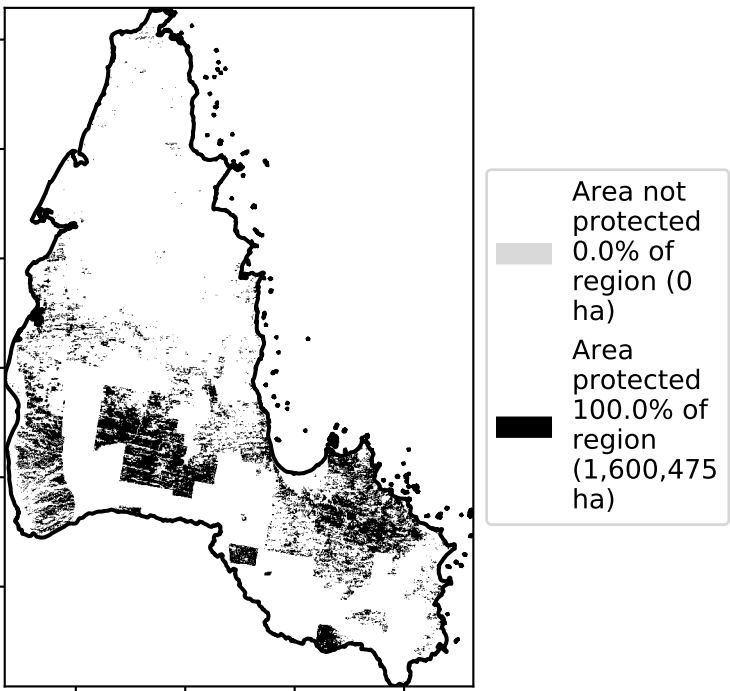 Area not
protected
0.0% of
region (0
ha)
Area
protected
100.0% of
region
(1,600,475
ha)